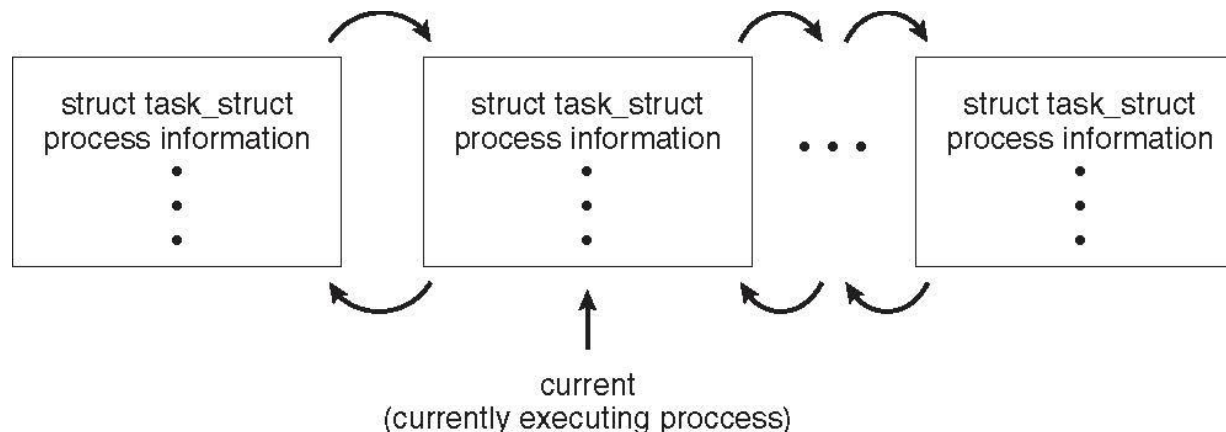 struct task_struct
process information
struct task_struct
process information
struct task_struct
process information
current
(currently executing proccess)